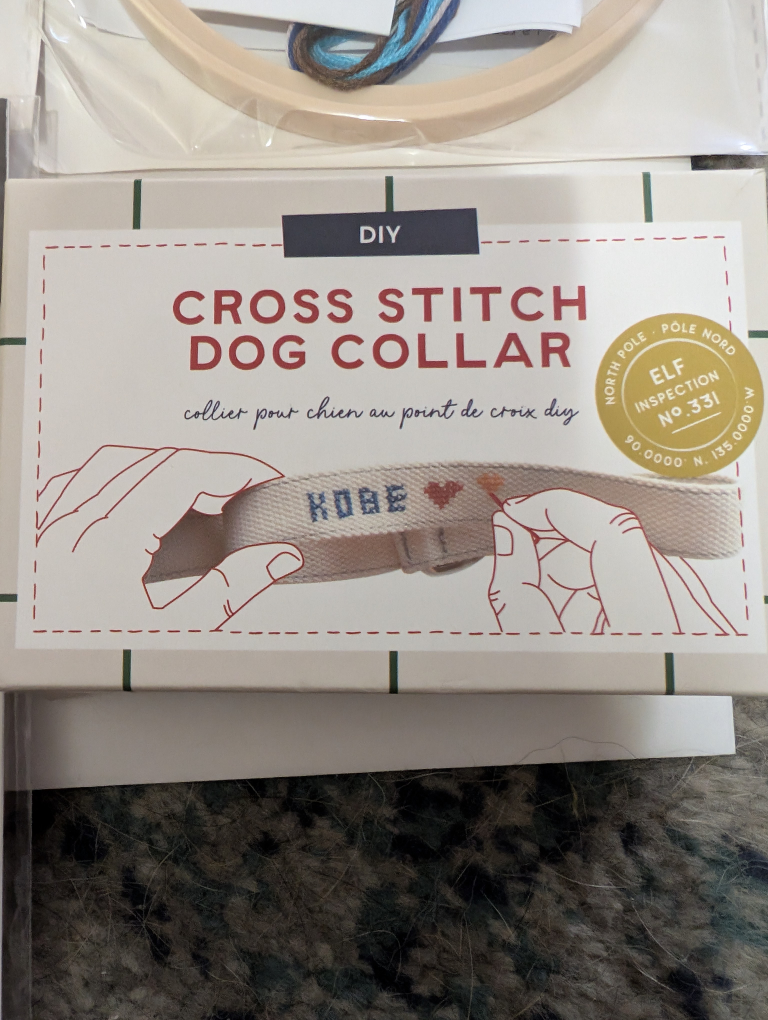 DIY
CROSS STITCH
DOG COLLAR
collier pour chien au point de croix diy
NORTH POLE · PÔLE NORD
ELF
INSPECTION
Nº.331
90.0000° N. 135.0000°W
KOBE